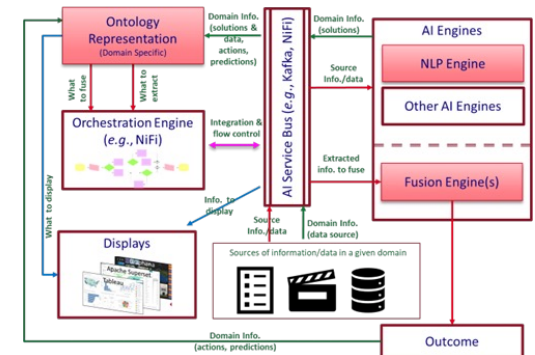 Ontology
Representation
(Domain Specific)
Domain Info.
(solutions &
data,
actions,
predictions)
AI Service Bus (e.g., Kafka, NiFi)
Domain Info.
(solutions)
AI Engines
NLP Engine
Other AI Engines
Source
Info./data
What
to fuse
What to
extract
Orchestration Engine
(e.g., NiFi)
Integration &
flow control
Extracted
info. to fuse
Fusion Engine(s)
What to display
Info. to
display
Source
Info./data
Domain Info.
(data source)
Displays
Apache Superset
Tableau
Sources of information/data in a given domain
Domain Info.
(actions, predictions)
Outcome